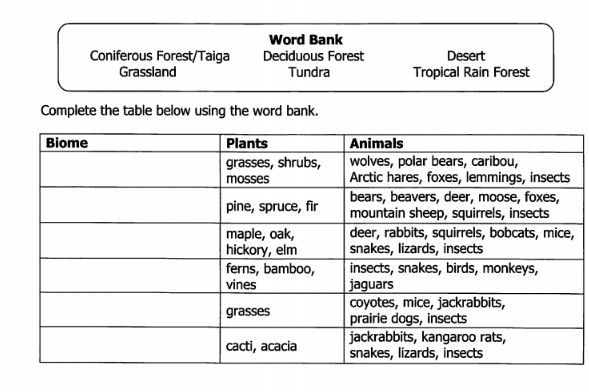 Word Bank
Coniferous Forest/Taiga Deciduous Forest Desert
Grassland Tundra Tropical Rain Forest
Complete the table below using the word bank.
Biome Plants Animals
grasses, shrubs, wolves, polar bears, caribou,
mosses Arctic hares, foxes, lemmings, insects
pine, spruce, fir bears, beavers, deer, moose, foxes,
mountain sheep, squirrels, insects
maple, oak, deer, rabbits, squirrels, bobcats, mice,
hickory, elm snakes, lizards, insects
ferns, bamboo, insects, snakes, birds, monkeys,
vines jaguars
grasses coyotes, mice, jackrabbits,
prairie dogs, insects
cacti, acacia jackrabbits, kangaroo rats,
snakes, lizards, insects